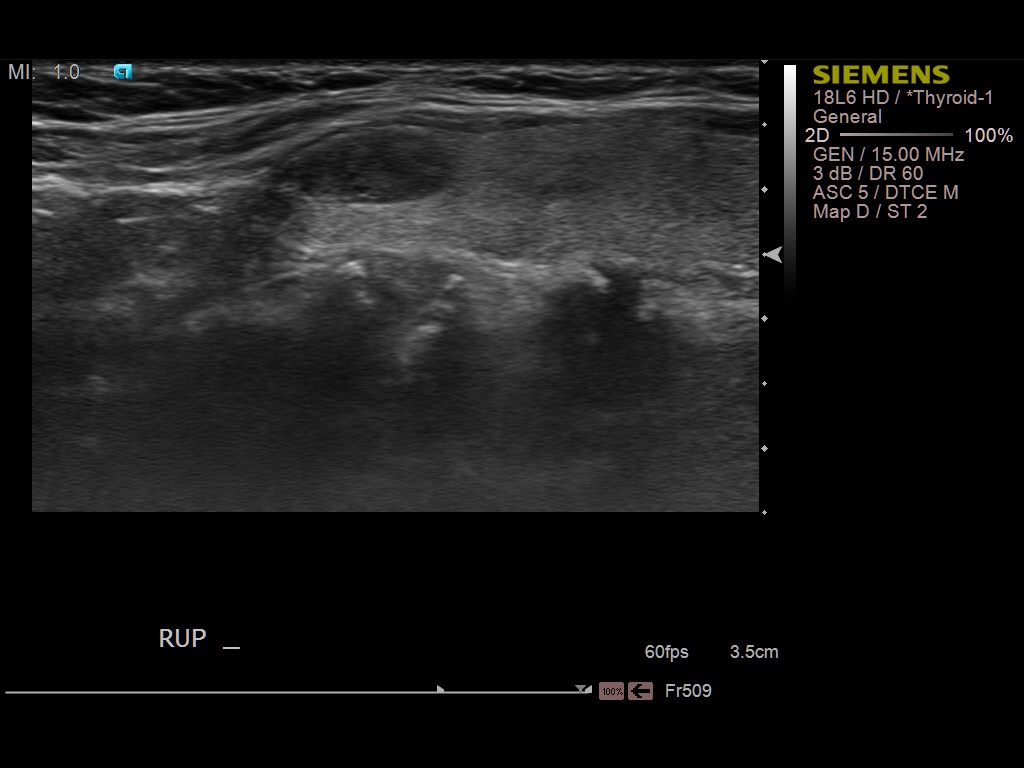 MI: 1.0
SIEMENS
18L6 HD / *Thyroid-1
General
2D 100%
GEN / 15.00 MHz
3 dB / DR 60
ASC 5 / DTCE M
Map D / ST 2
RUP _
60fps 3.5cm
100% Fr509